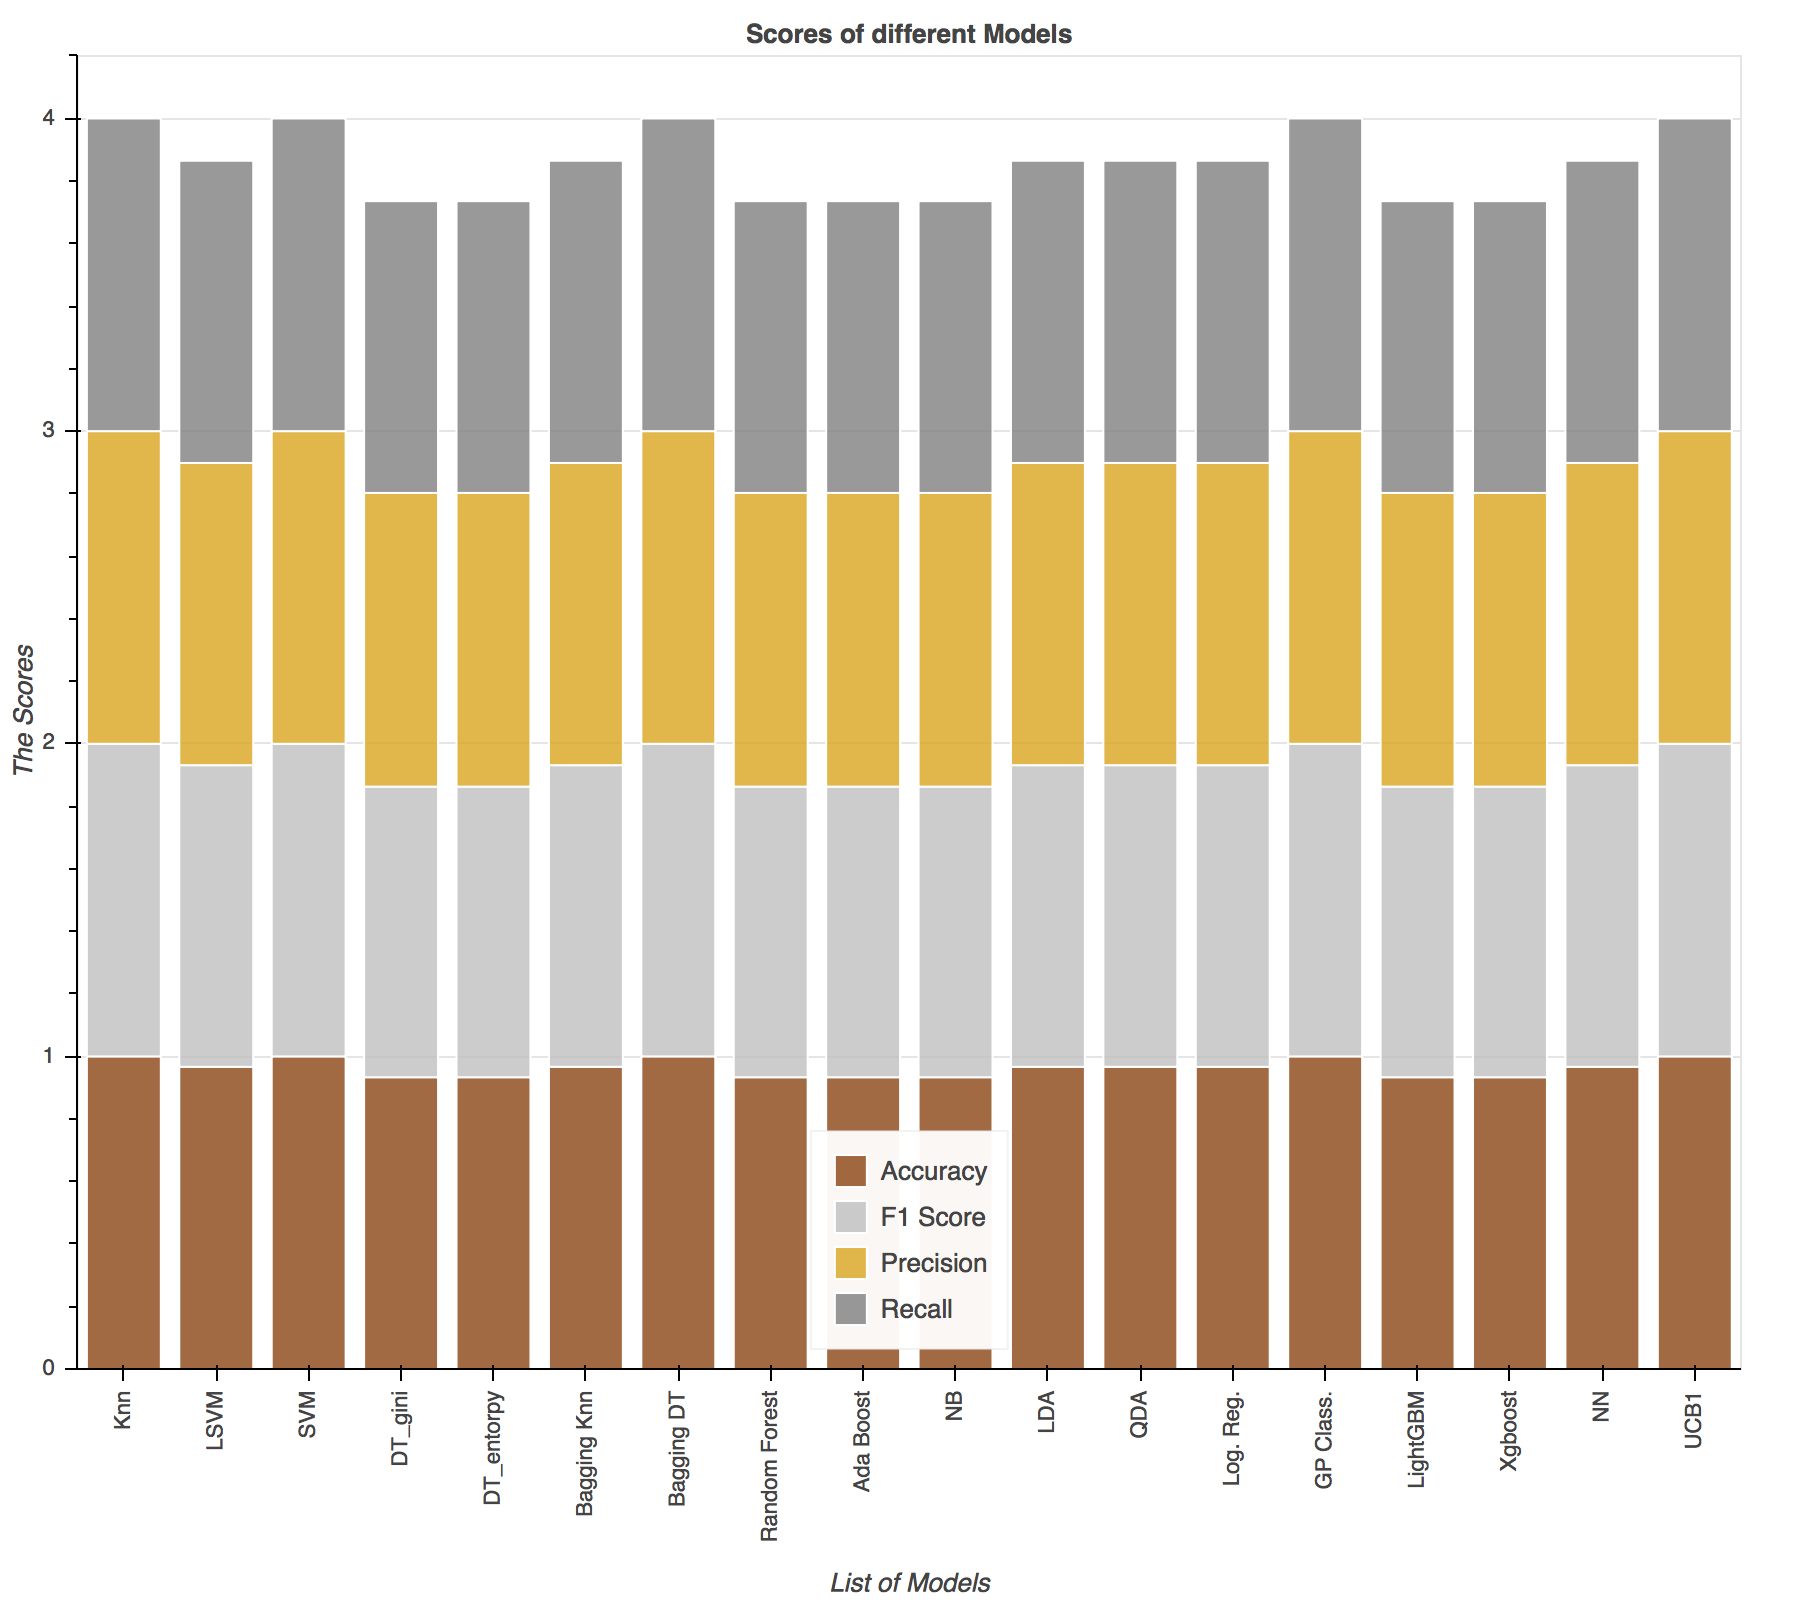 Scores of different Models
The Scores
4
3
2
1
0
Accuracy
F1 Score
Precision
Recall
Knn
LSVM
SVM
DT_gini
DT_entorpy
Bagging Knn
Bagging DT
Random Forest
Ada Boost
NB
LDA
QDA
Log. Reg.
GP Class.
LightGBM
Xgboost
NN
UCB1
List of Models